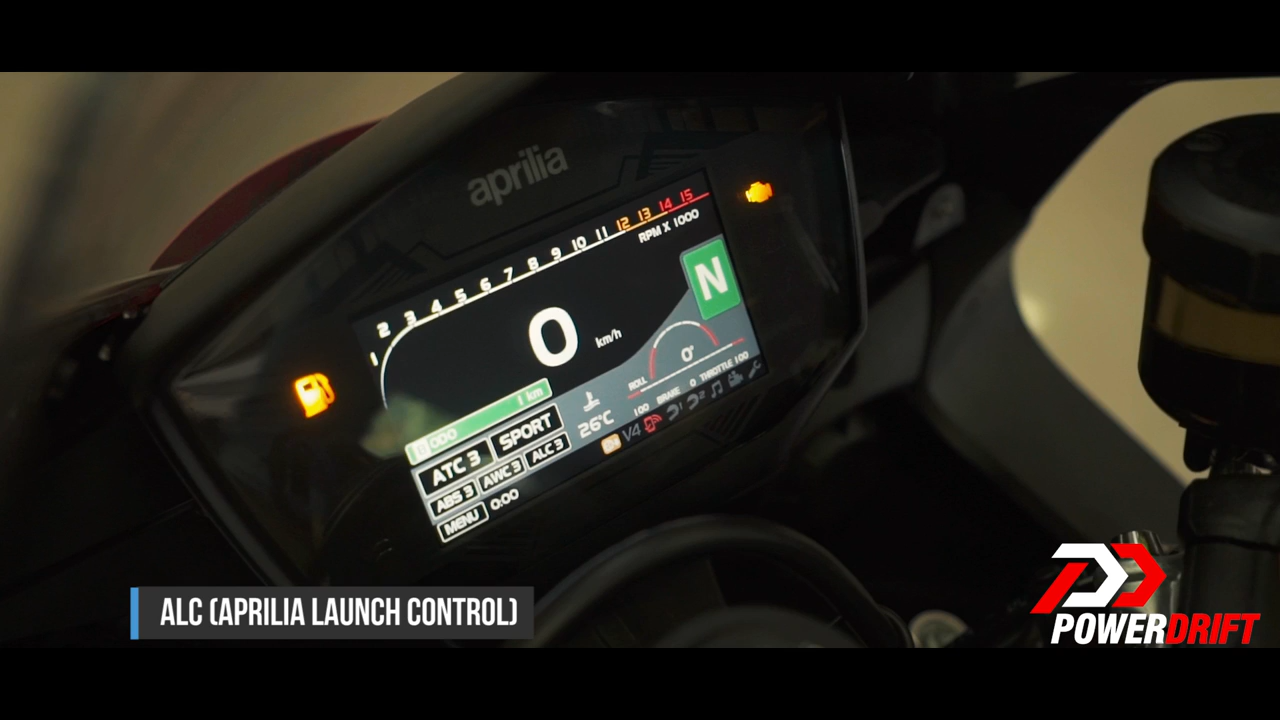 aprilia
1 2 3 4 5 6 7 8 9 10 11 12 13 14 15
RPM X 1000
N
0 km/h
0°
ROLL
100 BRAKE 0 THROTTLE 100
ODO 1 km
26°C
ATC 3 SPORT
ABS 3 AWC 3 ALC 3
V4
MENU 0:00
ALC (APRILIA LAUNCH CONTROL)
POWERDRIFT